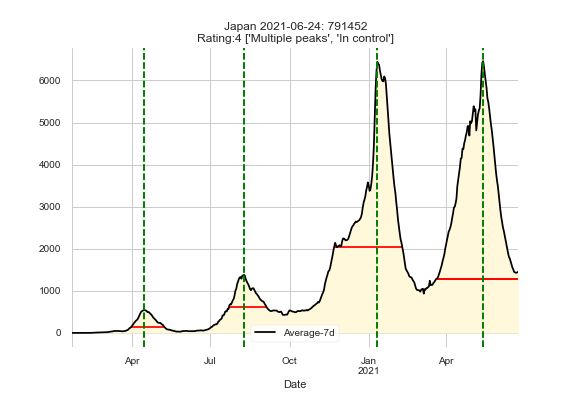 Japan 2021-06-24: 791452
Rating:4 ['Multiple peaks', 'In control']
6000
5000
4000
3000
2000
1000
0
Average-7d
Apr Jul Oct Jan Apr
2021
Date